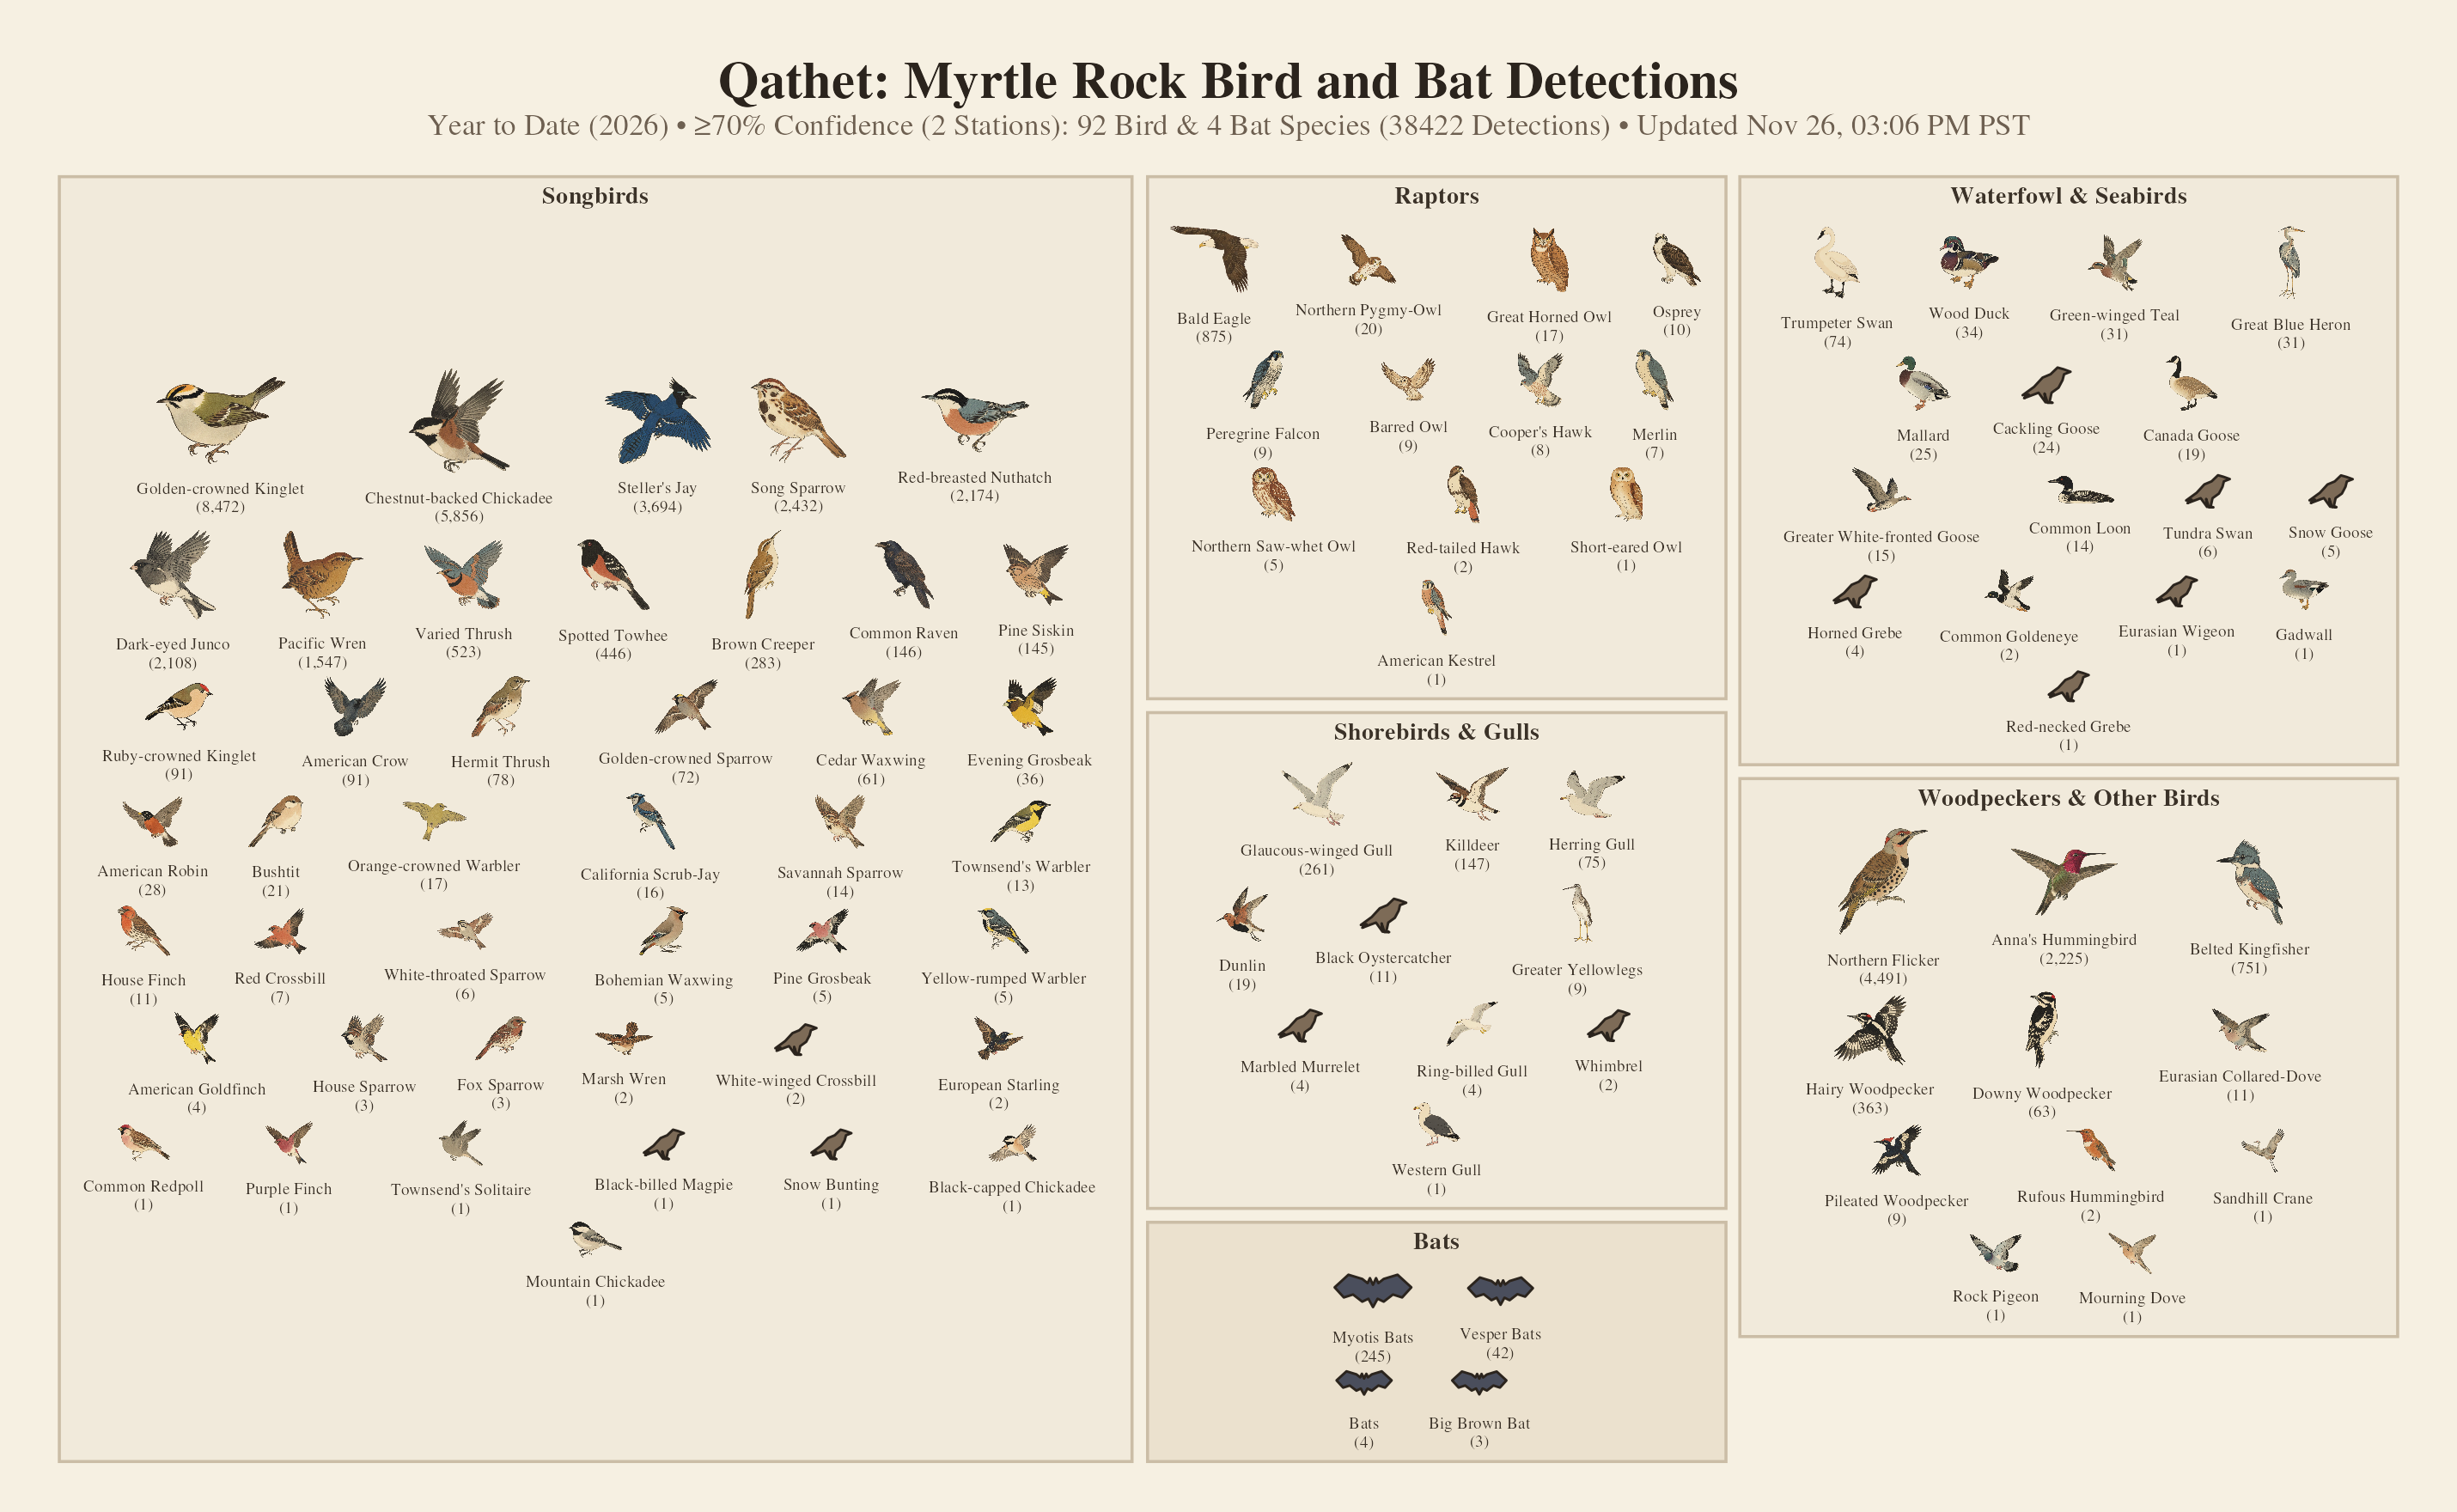 Qathet: Myrtle Rock Bird and Bat Detections
Year to Date (2026) • ≥70% Confidence (2 Stations): 92 Bird & 4 Bat Species (38422 Detections) • Updated Nov 26, 03:06 PM PST
Songbirds
Golden-crowned Kinglet
(8,472)
Chestnut-backed Chickadee
(5,856)
Steller's Jay
(3,694)
Song Sparrow
(2,432)
Red-breasted Nuthatch
(2,174)
Dark-eyed Junco
(2,108)
Pacific Wren
(1,547)
Varied Thrush
(523)
Spotted Towhee
(446)
Brown Creeper
(283)
Common Raven
(146)
Pine Siskin
(145)
Ruby-crowned Kinglet
(91)
American Crow
(91)
Hermit Thrush
(78)
Golden-crowned Sparrow
(72)
Cedar Waxwing
(61)
Evening Grosbeak
(36)
American Robin
(28)
Bushtit
(21)
Orange-crowned Warbler
(17)
California Scrub-Jay
(16)
Savannah Sparrow
(14)
Townsend's Warbler
(13)
House Finch
(11)
Red Crossbill
(7)
White-throated Sparrow
(6)
Bohemian Waxwing
(5)
Pine Grosbeak
(5)
Yellow-rumped Warbler
(5)
American Goldfinch
(4)
House Sparrow
(3)
Fox Sparrow
(3)
Marsh Wren
(2)
White-winged Crossbill
(2)
European Starling
(2)
Common Redpoll
(1)
Purple Finch
(1)
Townsend's Solitaire
(1)
Black-billed Magpie
(1)
Snow Bunting
(1)
Black-capped Chickadee
(1)
Mountain Chickadee
(1)
Raptors
Bald Eagle
(875)
Northern Pygmy-Owl
(20)
Great Horned Owl
(17)
Osprey
(10)
Peregrine Falcon
(9)
Barred Owl
(9)
Cooper's Hawk
(8)
Merlin
(7)
Northern Saw-whet Owl
(5)
Red-tailed Hawk
(2)
Short-eared Owl
(1)
American Kestrel
(1)
Shorebirds & Gulls
Glaucous-winged Gull
(261)
Killdeer
(147)
Herring Gull
(75)
Dunlin
(19)
Black Oystercatcher
(11)
Greater Yellowlegs
(9)
Marbled Murrelet
(4)
Ring-billed Gull
(4)
Whimbrel
(2)
Western Gull
(1)
Bats
Myotis Bats
(245)
Vesper Bats
(42)
Bats
(4)
Big Brown Bat
(3)
Waterfowl & Seabirds
Trumpeter Swan
(74)
Wood Duck
(34)
Green-winged Teal
(31)
Great Blue Heron
(31)
Mallard
(25)
Cackling Goose
(24)
Canada Goose
(19)
Greater White-fronted Goose
(15)
Common Loon
(14)
Tundra Swan
(6)
Snow Goose
(5)
Horned Grebe
(4)
Common Goldeneye
(2)
Eurasian Wigeon
(1)
Gadwall
(1)
Red-necked Grebe
(1)
Woodpeckers & Other Birds
Northern Flicker
(4,491)
Anna's Hummingbird
(2,225)
Belted Kingfisher
(751)
Hairy Woodpecker
(363)
Downy Woodpecker
(63)
Eurasian Collared-Dove
(11)
Pileated Woodpecker
(9)
Rufous Hummingbird
(2)
Sandhill Crane
(1)
Rock Pigeon
(1)
Mourning Dove
(1)